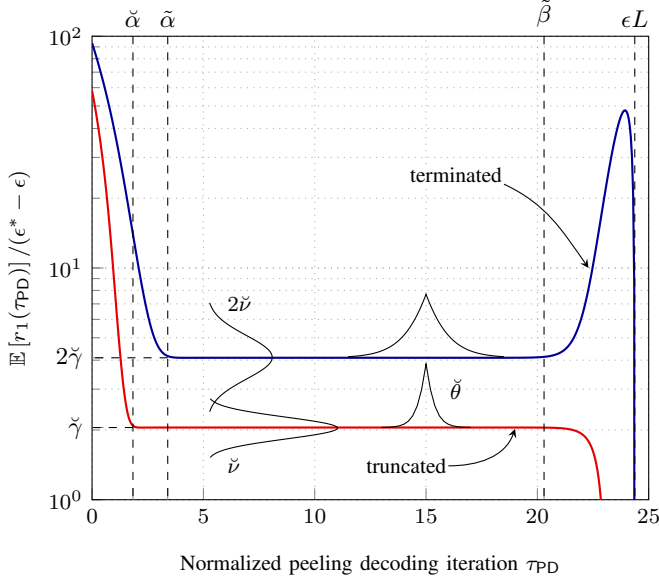 ᾰ α̃ β̃ ϵL
10²
10¹
10⁰
2γ̆
γ̆
𝔼 [r₁(τ_PD)] /(ϵ* − ϵ)
terminated
2ν̆
θ̆
ν̆
truncated
0 5 10 15 20 25
Normalized peeling decoding iteration τ_PD